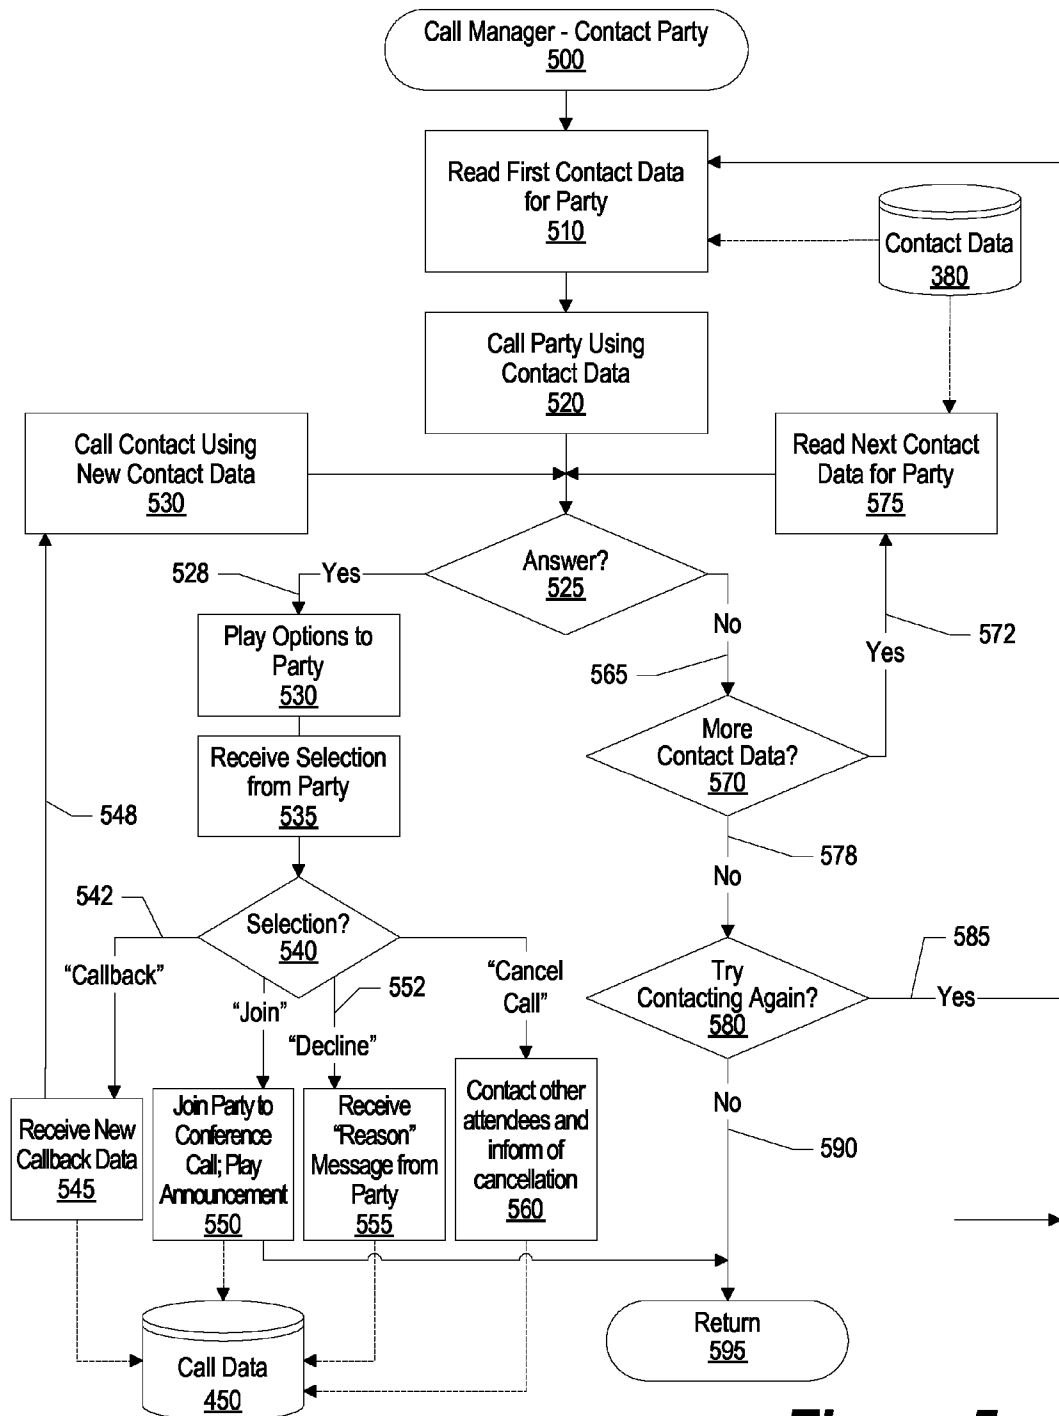 Call Manager - Contact Party
500
Read First Contact Data
for Party
510
Contact Data
380
Call Party Using
Contact Data
520
Call Contact Using
New Contact Data
530
Read Next Contact
Data for Party
575
Answer?
525
528
Yes
No
565
572
Yes
Play Options to
Party
530
Receive Selection
from Party
535
More
Contact Data?
570
548
578
No
542
Selection?
540
"Callback"
"Join"
552
"Decline"
"Cancel
Call"
Try
Contacting Again?
580
585
Yes
No
590
Receive New
Callback Data
545
Join Party to
Conference
Call; Play
Announcement
550
Receive
"Reason"
Message from
Party
555
Contact other
attendees and
inform of
cancellation
560
Call Data
450
Return
595